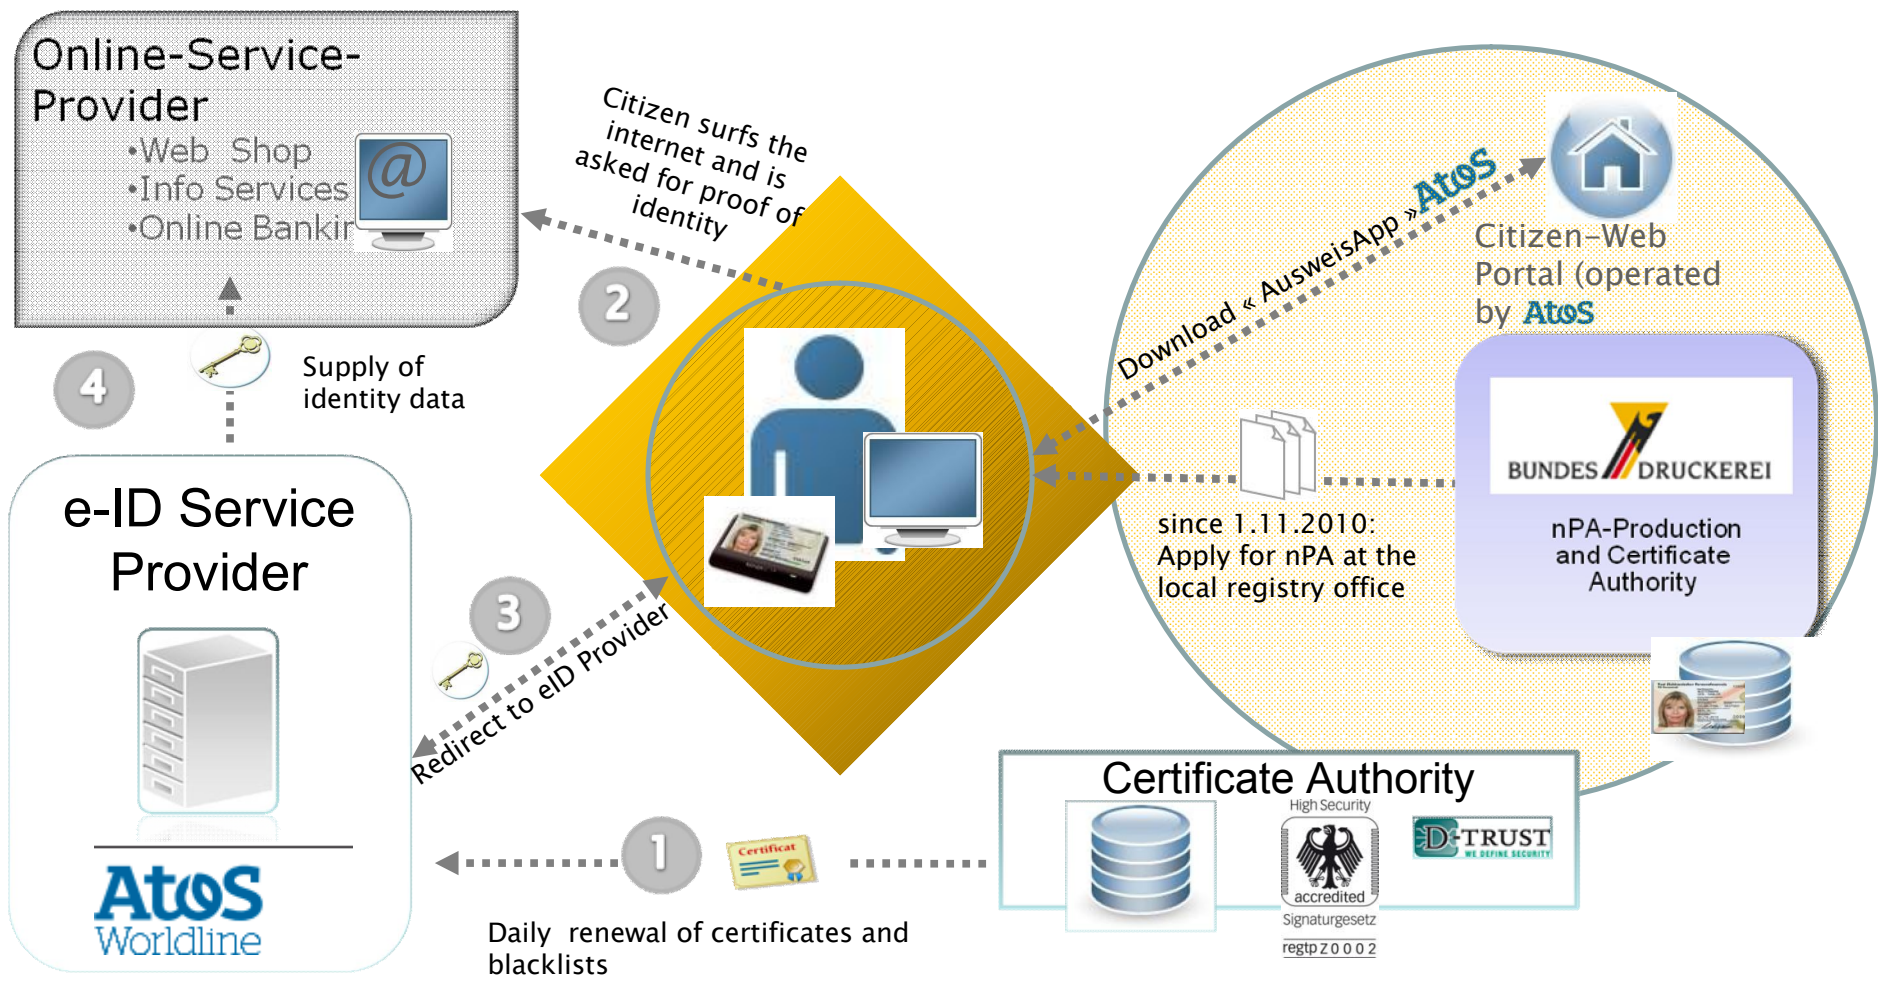 Online-Service-
Provider
•Web Shop
•Info Services
•Online Bankin
@
Citizen surfs the
internet and is
asked for proof of
identity
2
4
Supply of
identity data
e-ID Service
Provider
Atos
Worldline
3
Redirect to eID Provider
1
Certificat
Daily renewal of certificates and
blacklists
Download « AusweisApp »
Atos
Citizen-Web
Portal (operated
by Atos
BUNDESDRUCKEREI
nPA-Production
and Certificate
Authority
since 1.11.2010:
Apply for nPA at the
local registry office
Certificate Authority
High Security
accredited
Signaturgesetz
regtp Z 0 0 0 2
D-TRUST
WE DEFINE SECURITY